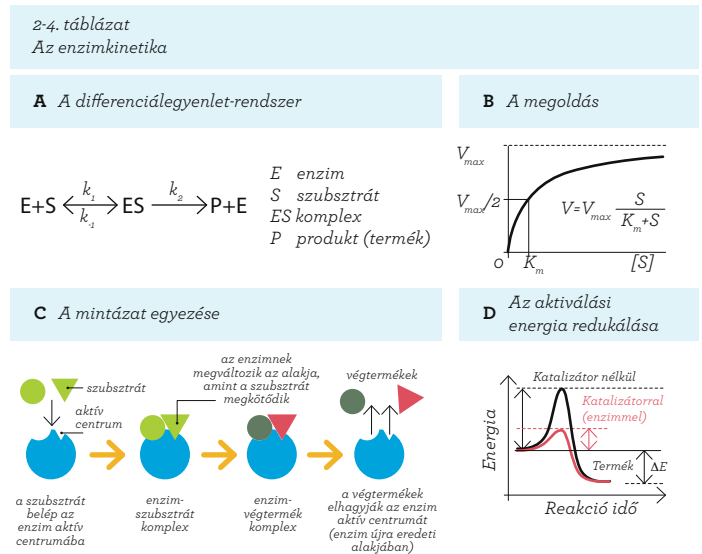 2-4. táblázat
Az enzimkinetika
A A differenciálegyenlet-rendszer
E+S k₁ k₋₁ ES k₂ P+E
E enzim
S szubsztrát
ES komplex
P produkt (termék)
B A megoldás
Vmax
Vmax/2
V=Vmax S
Km+S
0 Km [S]
C A mintázat egyezése
szubsztrát
aktív
centrum
a szubsztrát
belép az
enzim aktív
centrumába
az enzimnek
megváltozik az alakja,
amint a szubsztrát
megkötődik
enzim-
szubsztrát
komplex
enzim-
végtermék
komplex
végtermékek
a végtermékek
elhagyják az enzim
aktív centrumát
(enzim újra eredeti
alakjában)
D Az aktiválási
energia redukálása
Energia
Katalizátor nélkül
Katalizátorral
(enzimmel)
Termék ΔE
Reakció idő